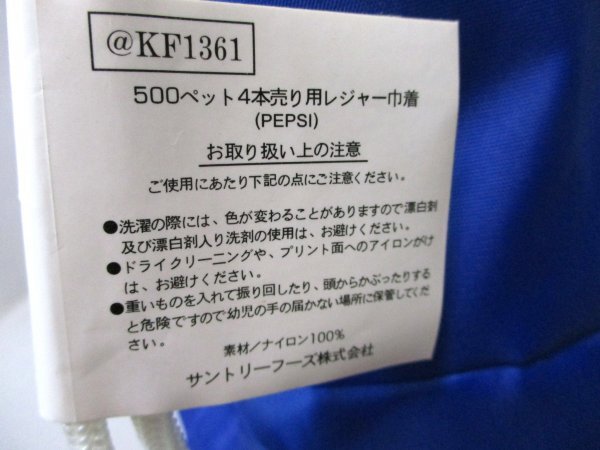 @KF1361
500ペット4本売り用レジャー巾着
(PEPSI)
お取り扱い上の注意
ご使用にあたり下記の点にご注意ください。
●洗濯の際には、色が変わることがありますので漂白剤
及び漂白剤入り洗剤の使用は、お避けください。
●ドライクリーニングや、プリント面へのアイロンがけ
は、お避けください。
●重いものを入れて振り回したり、頭からかぶったりする
と危険ですので幼児の手の届かない場所に保管してくだ
さい。
素材/ナイロン100%
サントリーフーズ株式会社